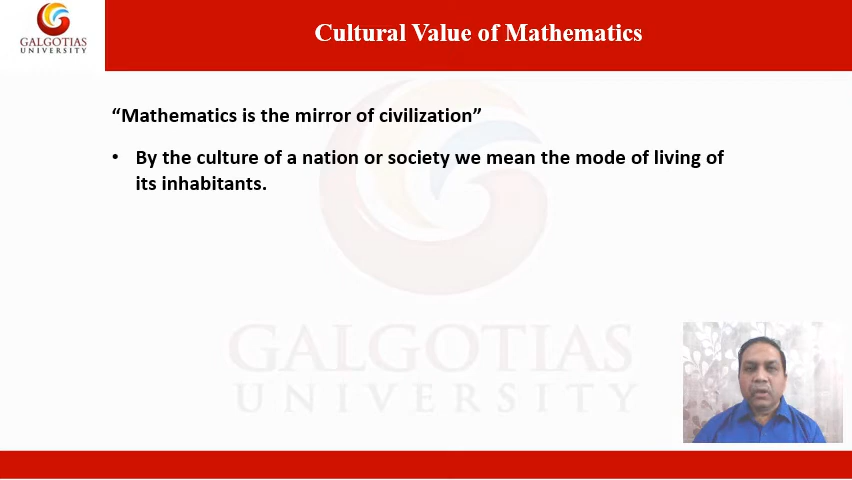 GALGOTIAS
UNIVERSITY
Cultural Value of Mathematics
“Mathematics is the mirror of civilization”
• By the culture of a nation or society we mean the mode of living of
its inhabitants.
GALGOTIAS
UNIVERSITY